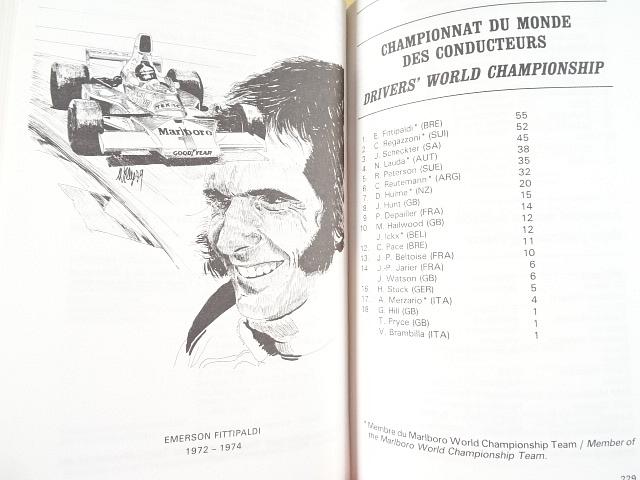 TEXACO
Marlboro
GOOD YEAR
EMERSON FITTIPALDI
1972 - 1974
CHAMPIONNAT DU MONDE
DES CONDUCTEURS
DRIVERS' WORLD CHAMPIONSHIP
1 E. Fittipaldi* (BRE) 55
2 C. Regazzoni* (SUI) 52
3 J. Scheckter (SA) 45
4 N. Lauda* (AUT) 38
5 R. Peterson (SUE) 35
6 C. Reutemann* (ARG) 32
7 D. Hulme* (NZ) 20
8 J. Hunt (GB) 15
9 P. Depailler (FRA) 14
10 M. Hailwood (GB) 12
J. Ickx* (BEL) 12
12 C. Pace (BRE) 11
13 J.-P. Beltoise (FRA) 10
14 J.-P. Jarier (FRA) 6
J. Watson (GB) 6
16 H. Stuck (GER) 5
17 A. Merzario* (ITA) 4
18 G. Hill (GB) 1
T. Pryce (GB) 1
V. Brambilla (ITA) 1
*Membre du Marlboro World Championship Team / Member of
the Marlboro World Championship Team.
229